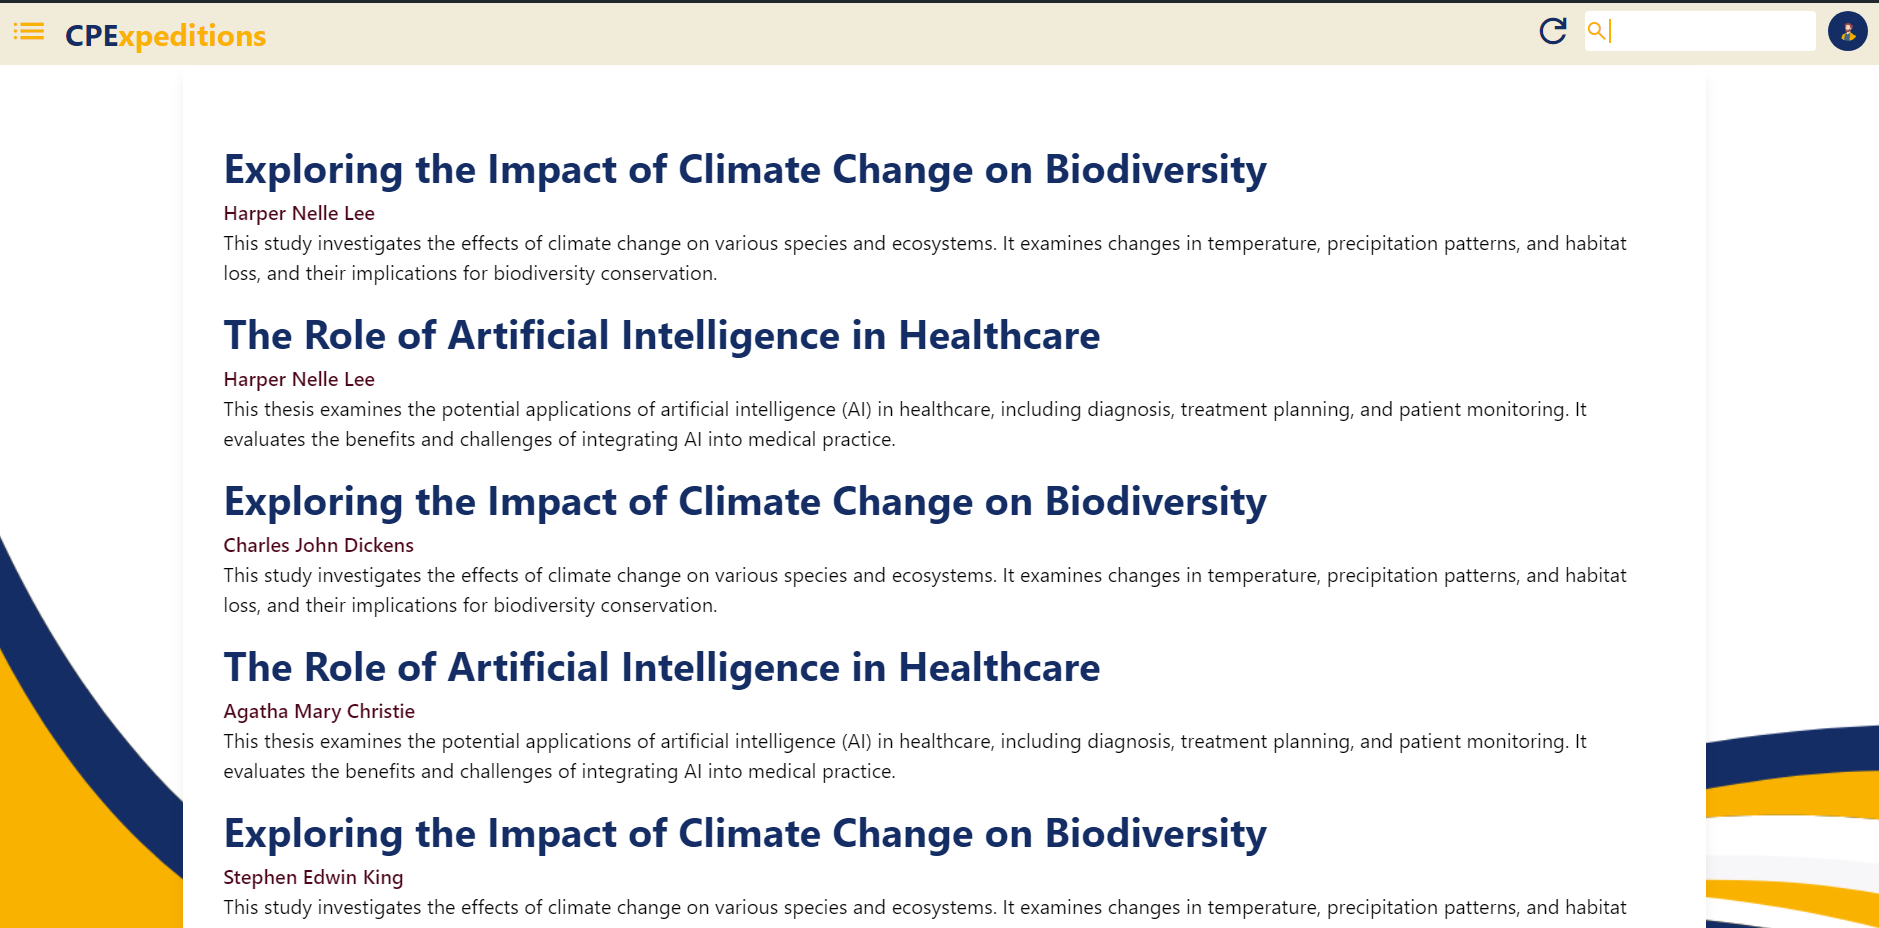 CPExpeditions
Exploring the Impact of Climate Change on Biodiversity
Harper Nelle Lee
This study investigates the effects of climate change on various species and ecosystems. It examines changes in temperature, precipitation patterns, and habitat
loss, and their implications for biodiversity conservation.
The Role of Artificial Intelligence in Healthcare
Harper Nelle Lee
This thesis examines the potential applications of artificial intelligence (AI) in healthcare, including diagnosis, treatment planning, and patient monitoring. It
evaluates the benefits and challenges of integrating AI into medical practice.
Exploring the Impact of Climate Change on Biodiversity
Charles John Dickens
This study investigates the effects of climate change on various species and ecosystems. It examines changes in temperature, precipitation patterns, and habitat
loss, and their implications for biodiversity conservation.
The Role of Artificial Intelligence in Healthcare
Agatha Mary Christie
This thesis examines the potential applications of artificial intelligence (AI) in healthcare, including diagnosis, treatment planning, and patient monitoring. It
evaluates the benefits and challenges of integrating AI into medical practice.
Exploring the Impact of Climate Change on Biodiversity
Stephen Edwin King
This study investigates the effects of climate change on various species and ecosystems. It examines changes in temperature, precipitation patterns, and habitat